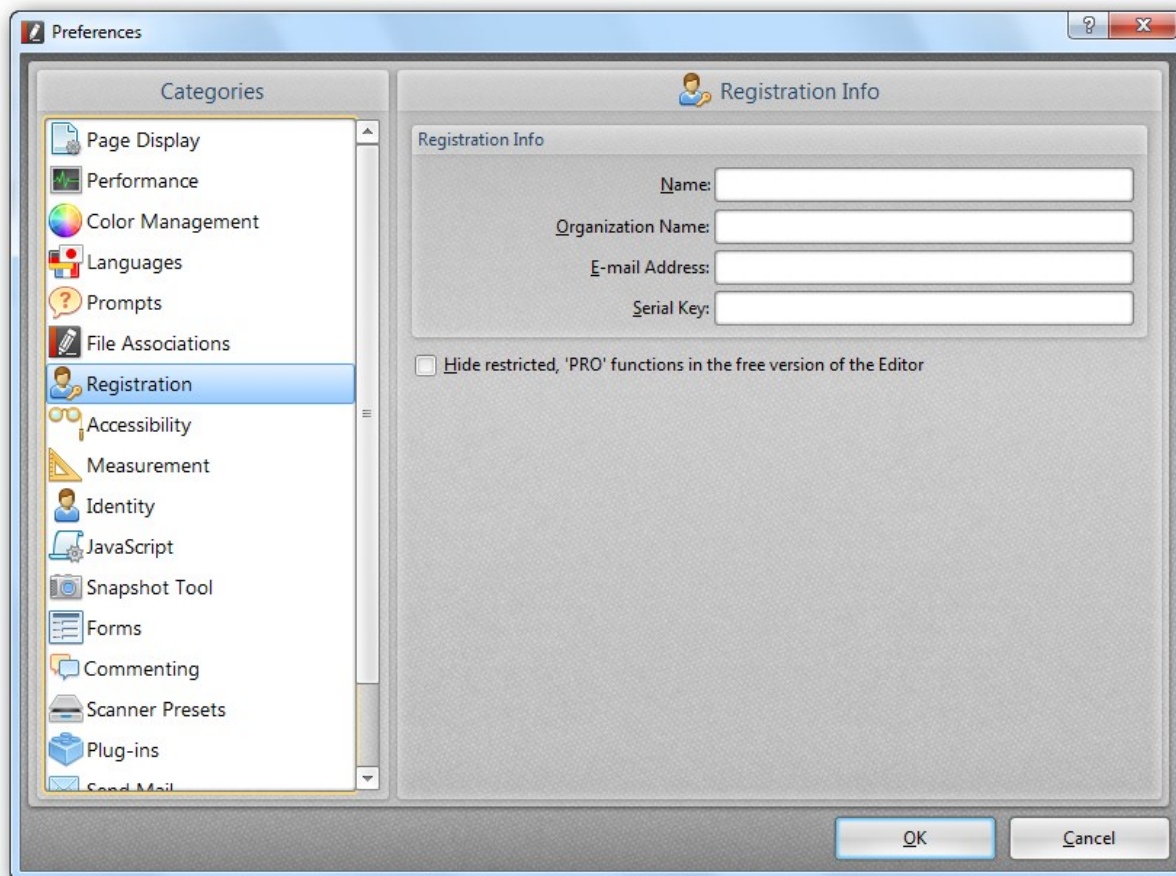 Preferences
Categories
Page Display
Performance
Color Management
Languages
Prompts
File Associations
Registration
Accessibility
Measurement
Identity
JavaScript
Snapshot Tool
Forms
Commenting
Scanner Presets
Plug-ins
Send Mail
Registration Info
Registration Info
Name:
Organization Name:
E-mail Address:
Serial Key:
Hide restricted, 'PRO' functions in the free version of the Editor
OK
Cancel